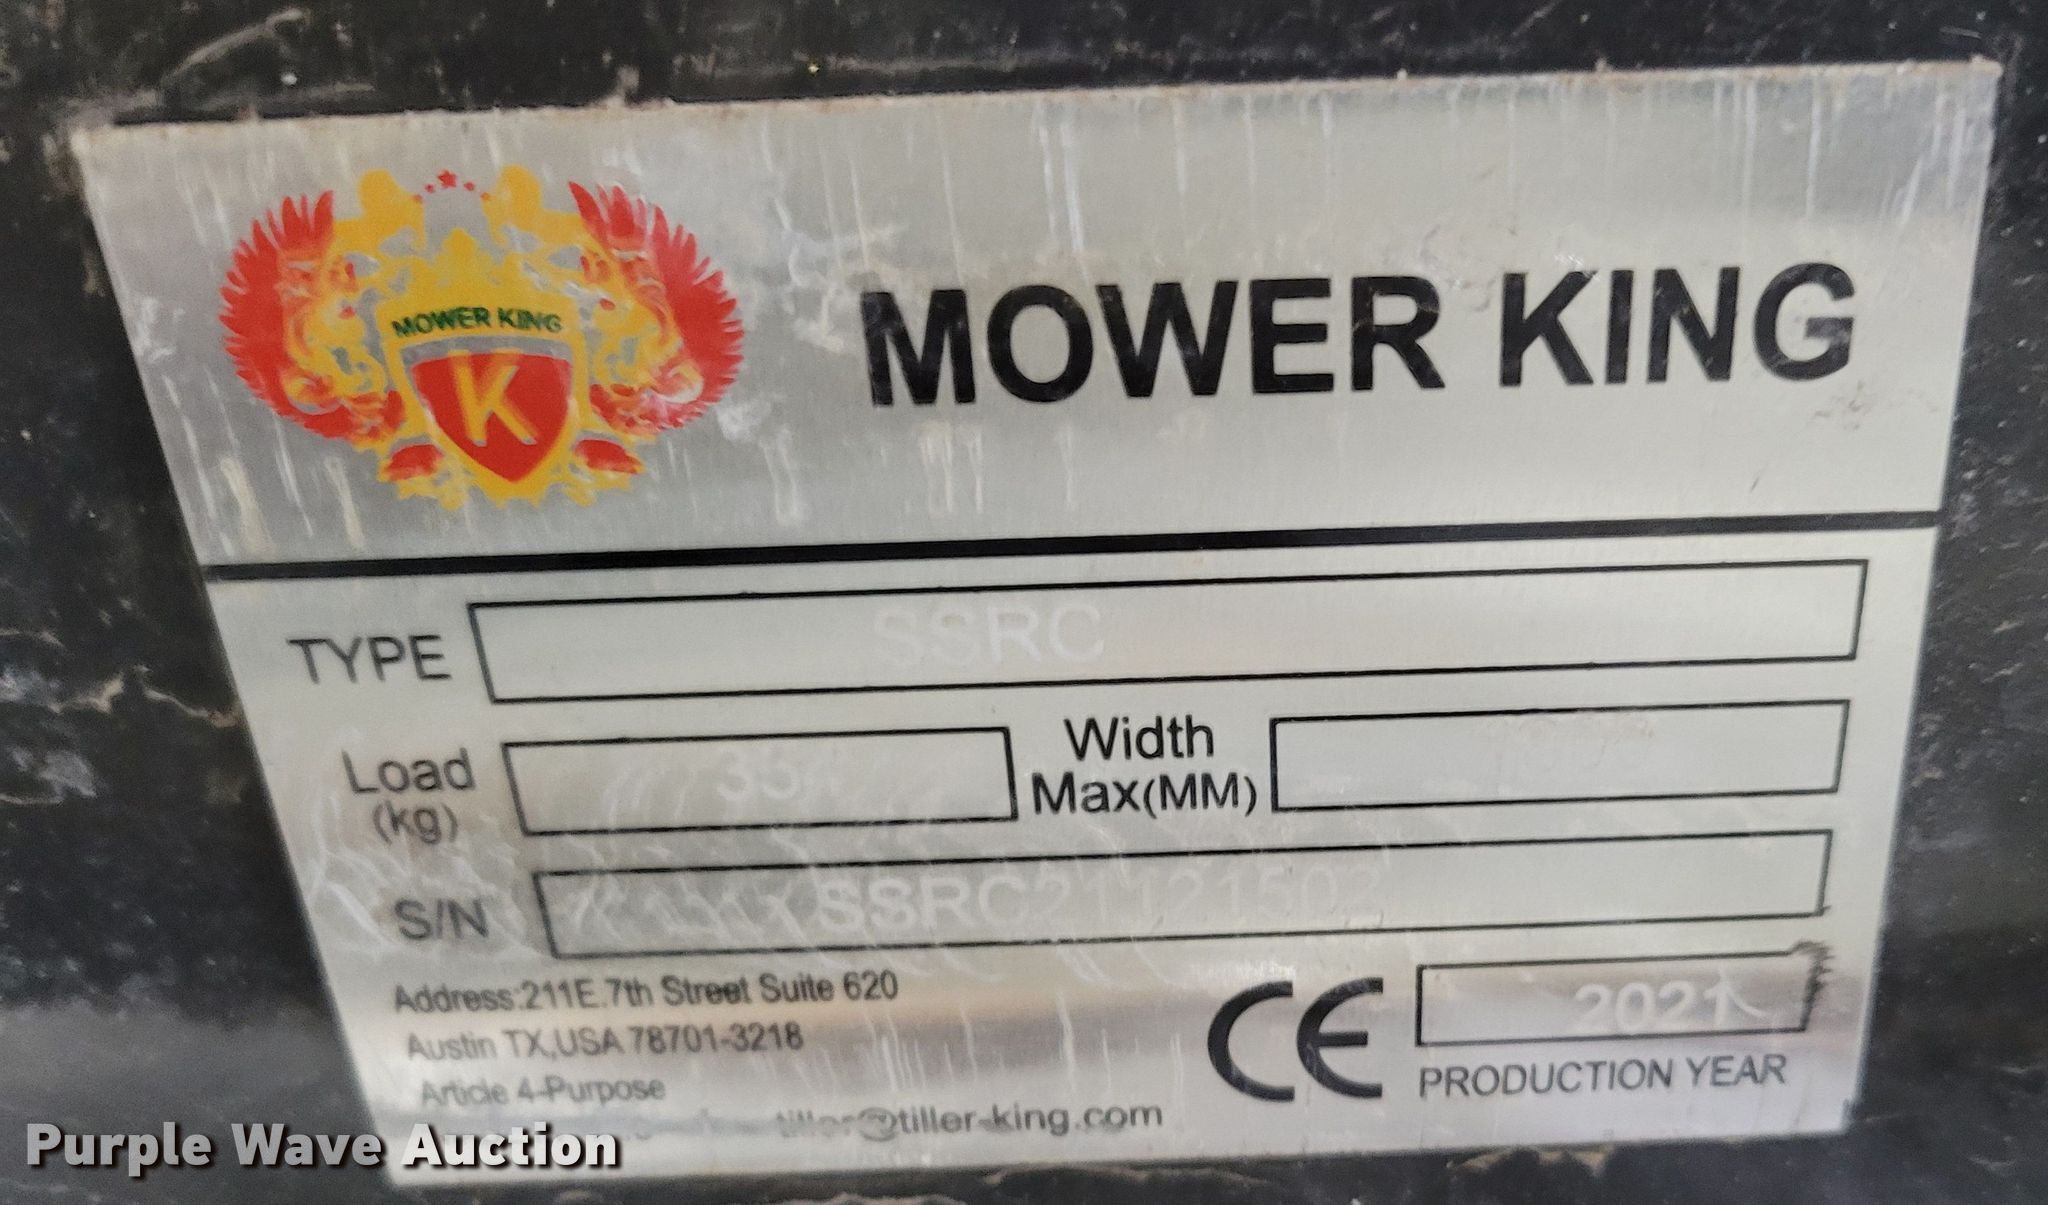 MOWER KING
K
MOWER KING
TYPE SSRC
Load (kg)
Width Max(MM)
S/N SSRC21121502
Address:211E.7th Street Suite 620
Austin TX,USA 78701-3218
Article 4-Purpose
tiller@tiller-king.com
CE
2021
PRODUCTION YEAR
Purple Wave Auction